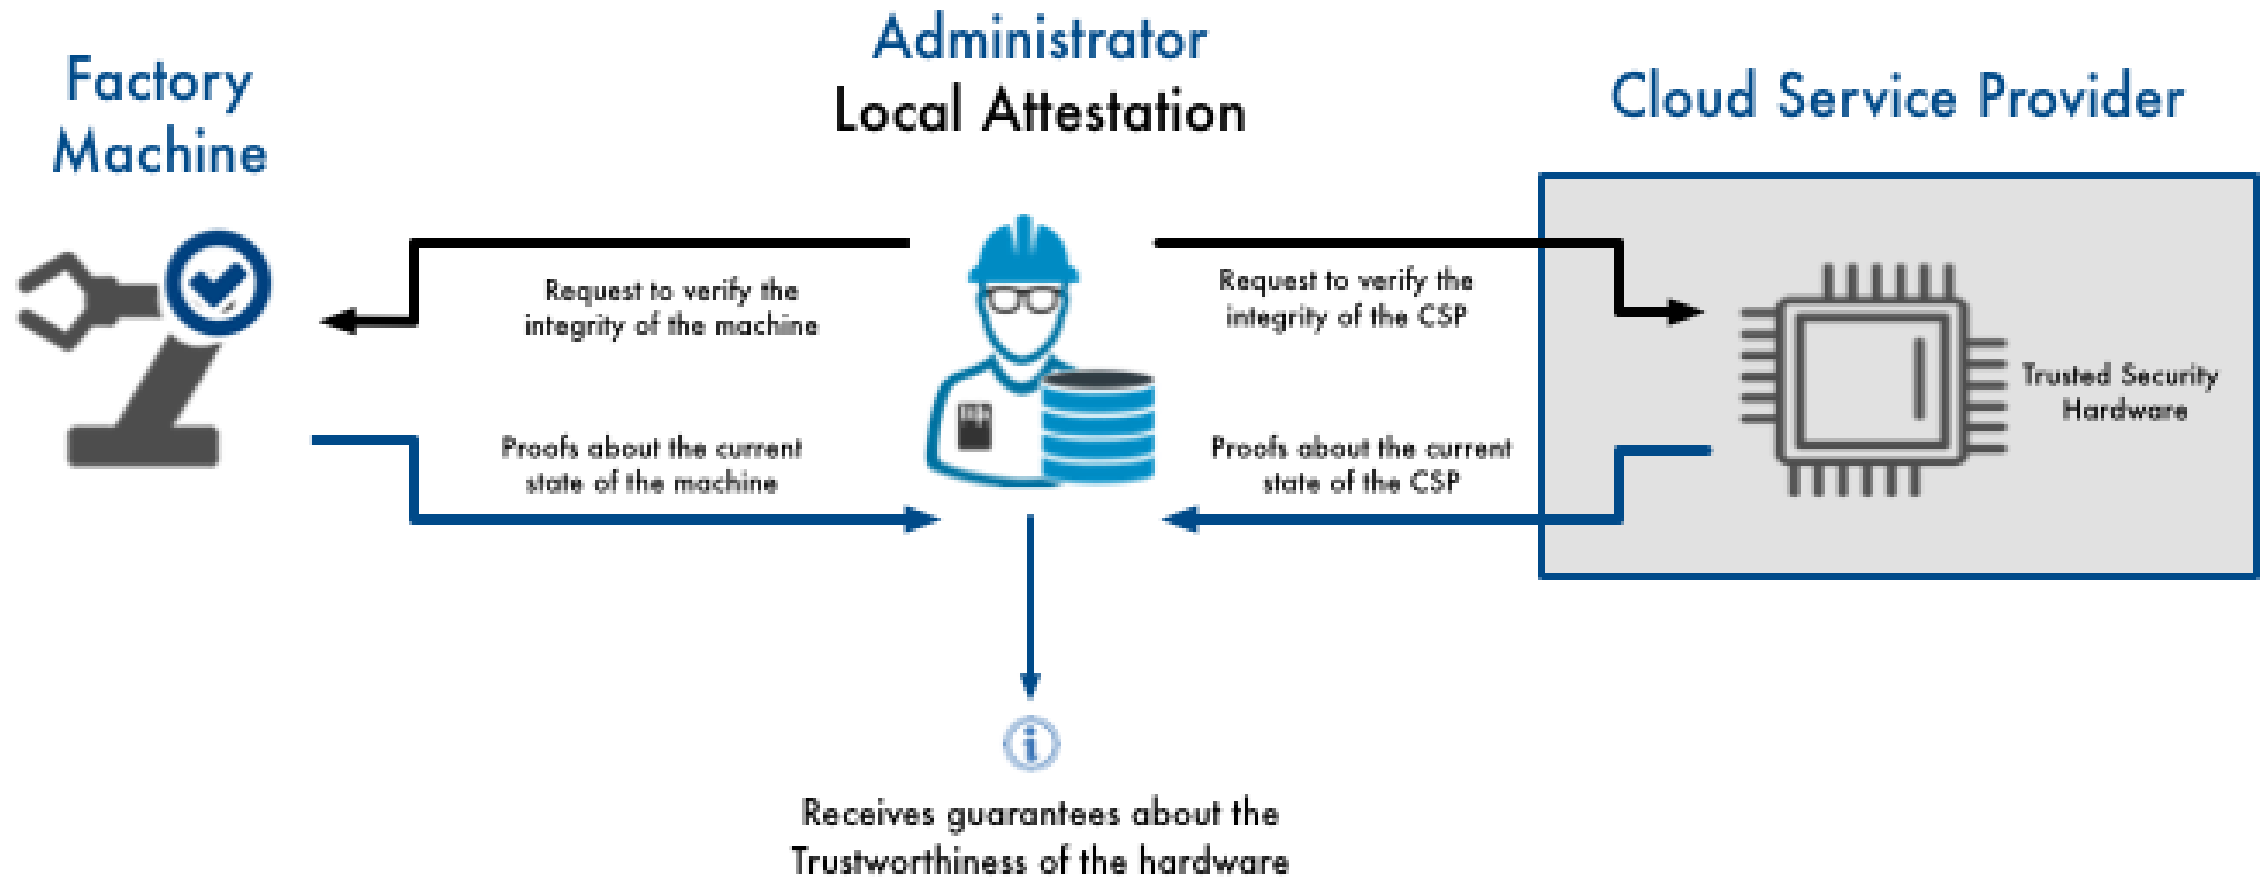 Factory
Machine
Administrator
Local Attestation
Cloud Service Provider
Request to verify the
integrity of the machine
Request to verify the
integrity of the CSP
Trusted Security
Hardware
Proofs about the current
state of the machine
Proofs about the current
state of the CSP
Receives guarantees about the
Trustworthiness of the hardware